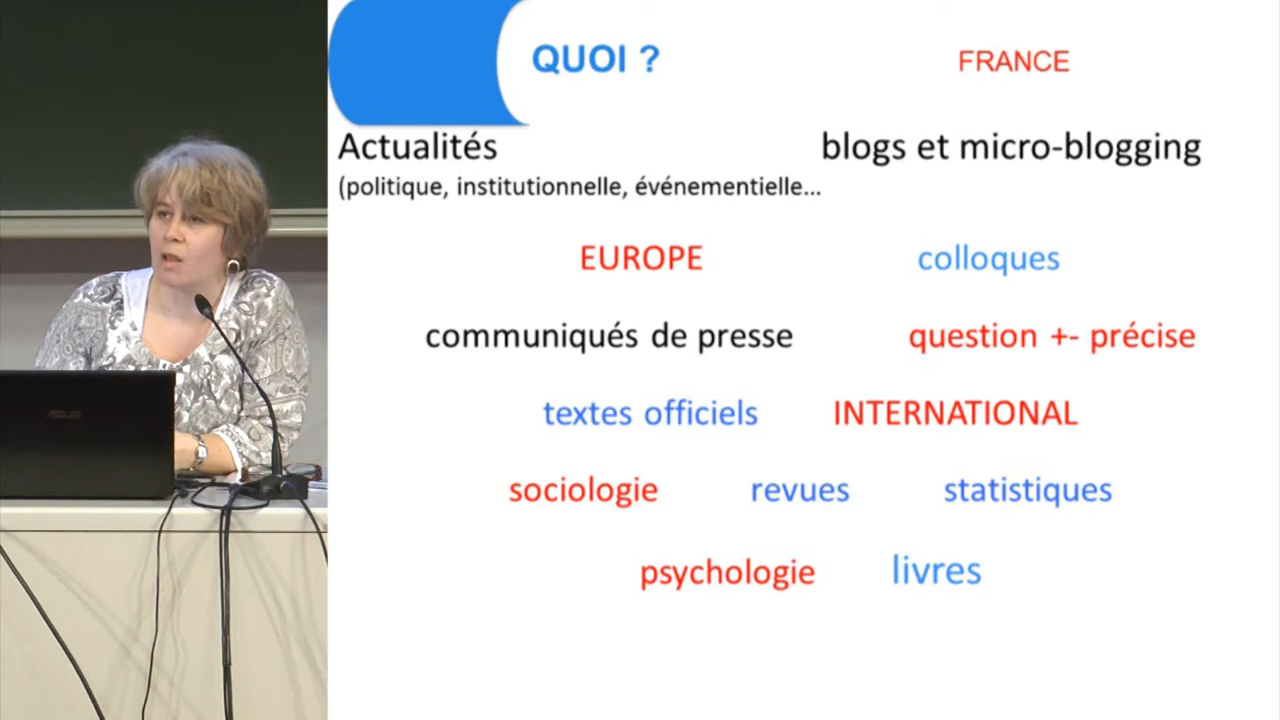 QUOI ?
FRANCE
Actualités
blogs et micro-blogging
(politique, institutionnelle, événementielle...
EUROPE
colloques
communiqués de presse
question +- précise
textes officiels
INTERNATIONAL
sociologie
revues
statistiques
psychologie
livres
ASUS